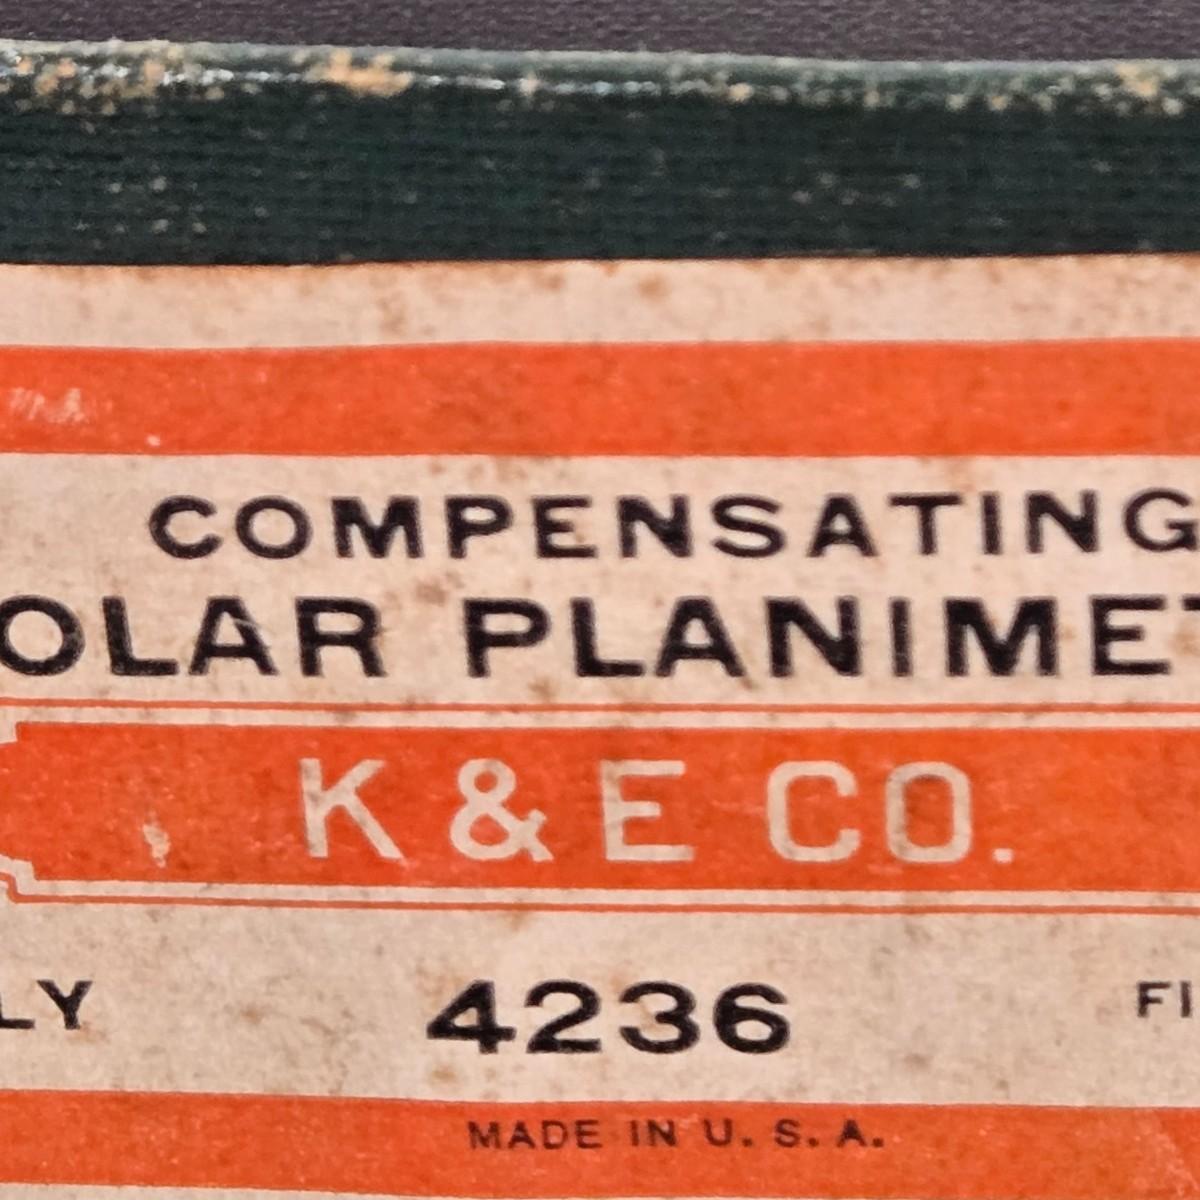 COMPENSATING
OLAR PLANIMET
K & E CO.
LY 4236 FI
MADE IN U. S. A.